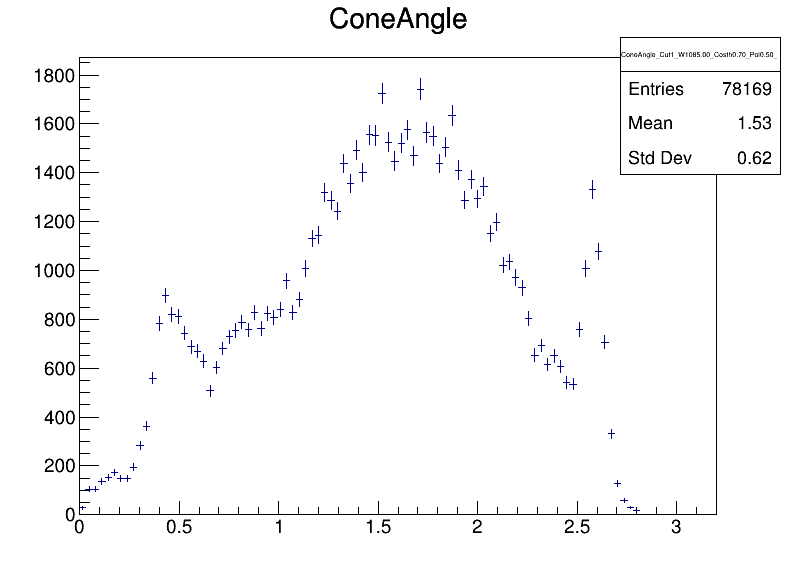 ConeAngle
ConeAngle_Cut1_W1085.00_Costh0.70_Pol0.50_
Entries 78169
Mean 1.53
Std Dev 0.62
1800
1600
1400
1200
1000
800
600
400
200
0
0 0.5 1 1.5 2 2.5 3